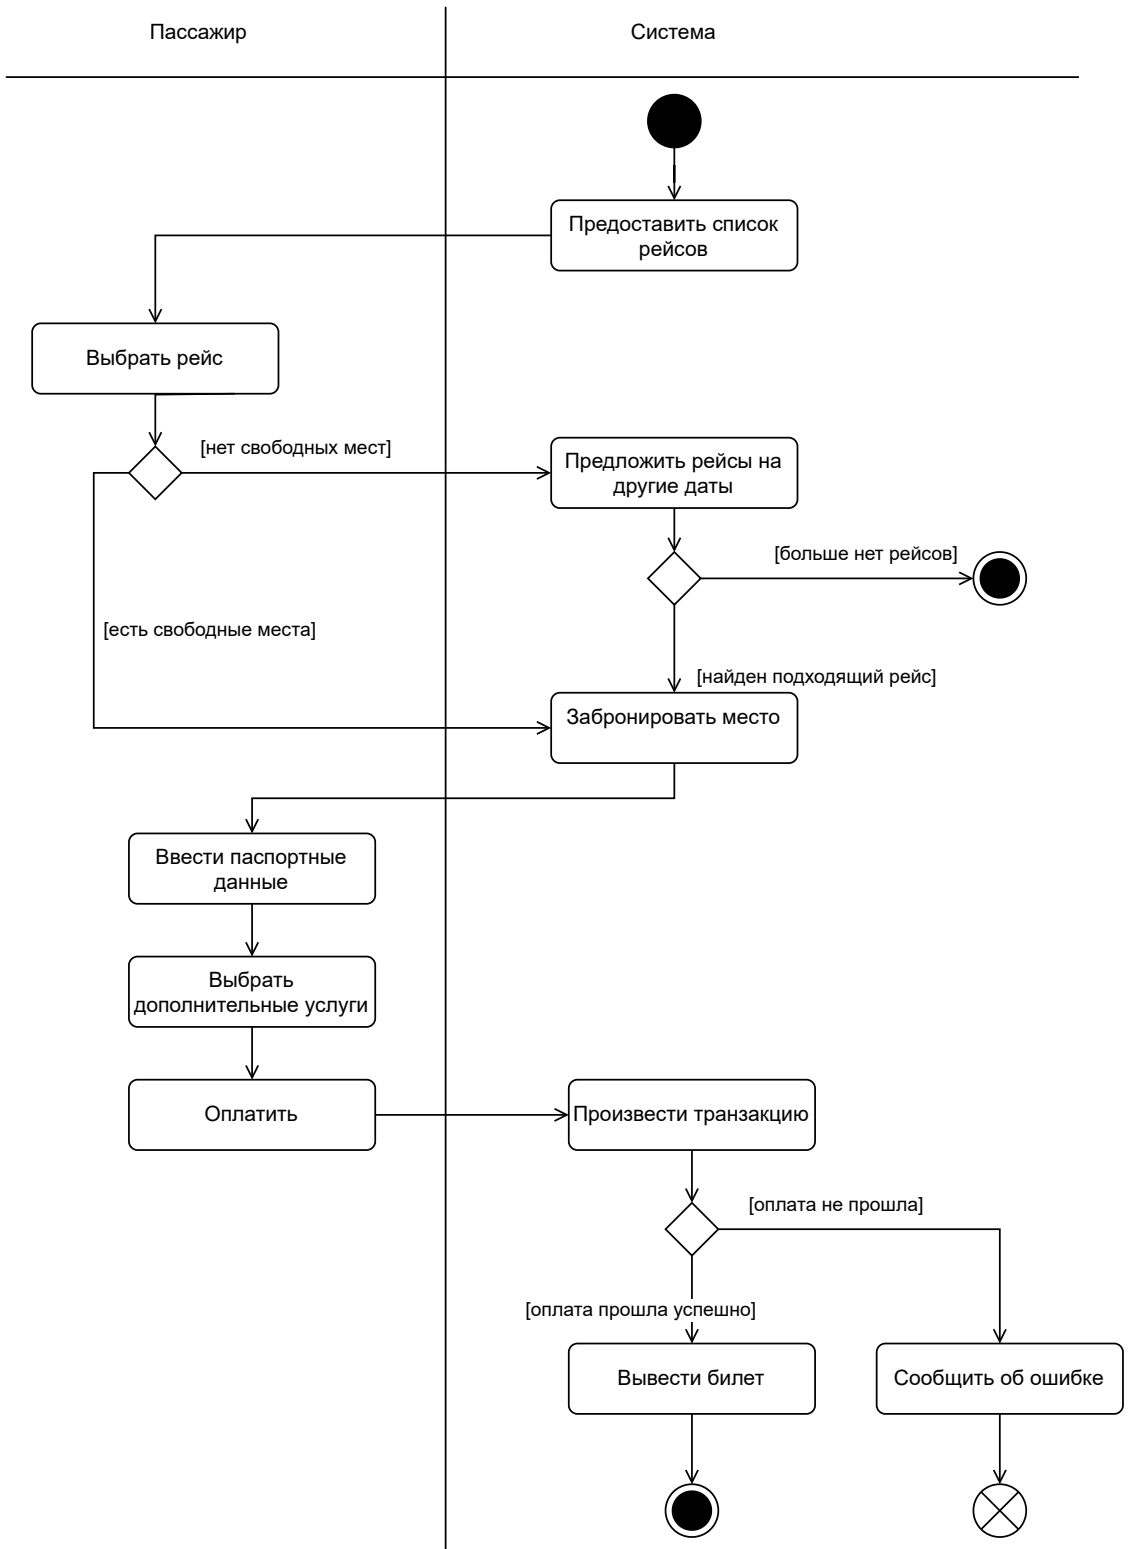 Пассажир
Система
Предоставить список
рейсов
Выбрать рейс
[нет свободных мест]
Предложить рейсы на
другие даты
[больше нет рейсов]
[есть свободные места]
[найден подходящий рейс]
Забронировать место
Ввести паспортные
данные
Выбрать
дополнительные услуги
Оплатить
Произвести транзакцию
[оплата не прошла]
[оплата прошла успешно]
Вывести билет
Сообщить об ошибке